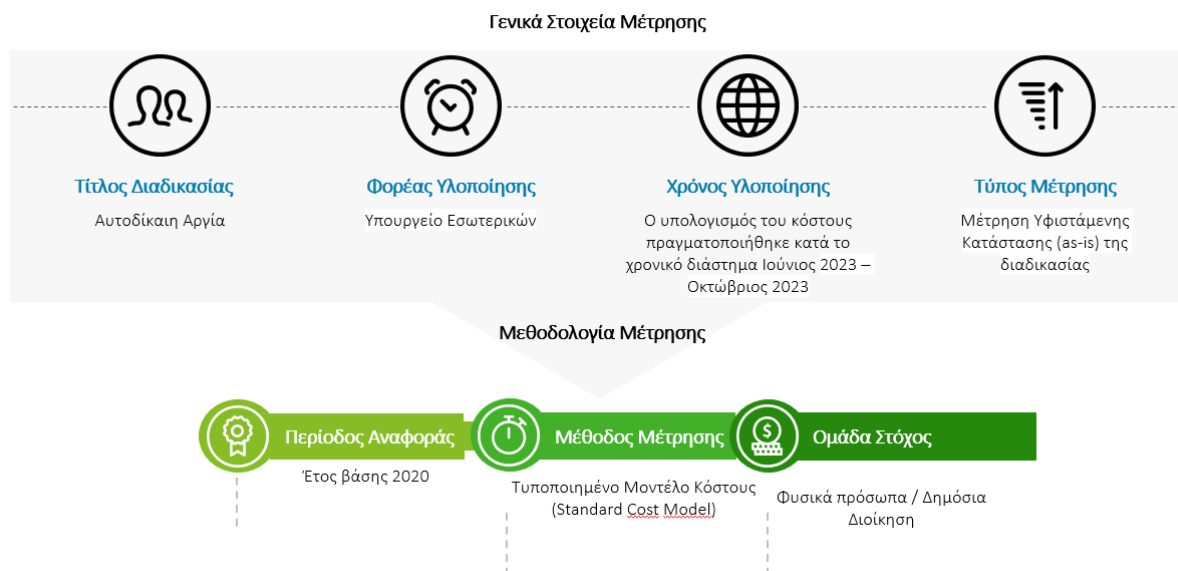 Γενικά Στοιχεία Μέτρησης
Τίτλος Διαδικασίας
Αυτοδίκαιη Αργία
Φορέας Υλοποίησης
Υπουργείο Εσωτερικών
Χρόνος Υλοποίησης
Ο υπολογισμός του κόστους
πραγματοποιήθηκε κατά το
χρονικό διάστημα Ιούνιος 2023 –
Οκτώβριος 2023
Τύπος Μέτρησης
Μέτρηση Υφιστάμενης
Κατάστασης (as-is) της
διαδικασίας
Μεθοδολογία Μέτρησης
Περίοδος Αναφοράς
Έτος βάσης 2020
Μέθοδος Μέτρησης
Τυποποιημένο Μοντέλο Κόστους
(Standard Cost Model)
$
Ομάδα Στόχος
Φυσικά πρόσωπα / Δημόσια
Διοίκηση